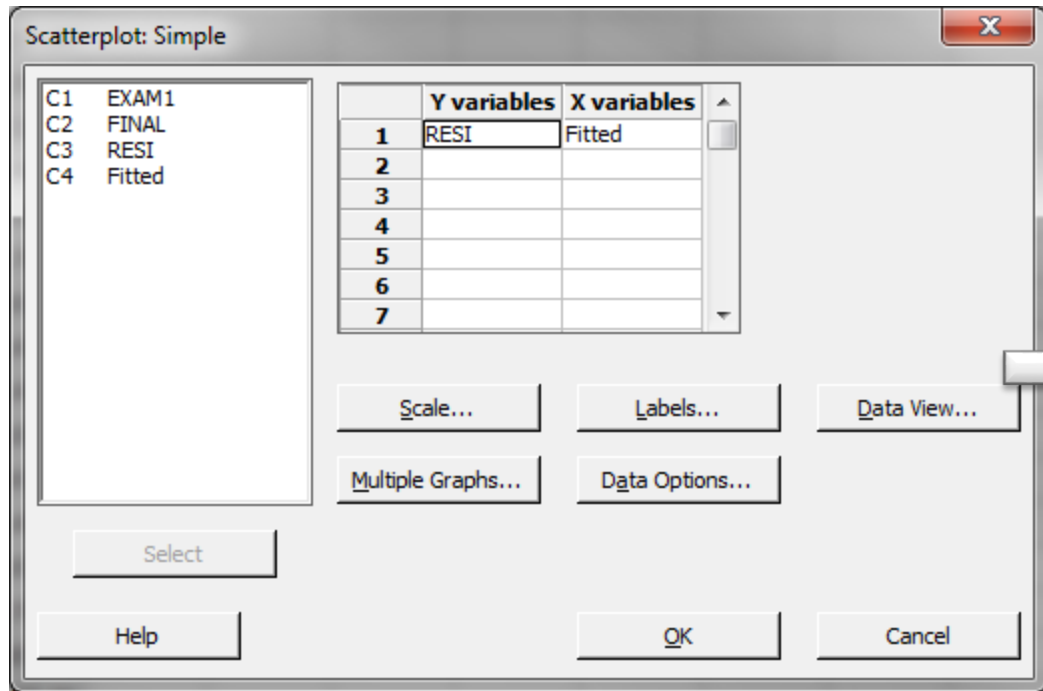 Scatterplot: Simple
C1 EXAM1
C2 FINAL
C3 RESI
C4 Fitted
Y variables X variables
1 RESI Fitted
2
3
4
5
6
7
Scale... Labels... Data View...
Multiple Graphs... Data Options...
Select
Help OK Cancel